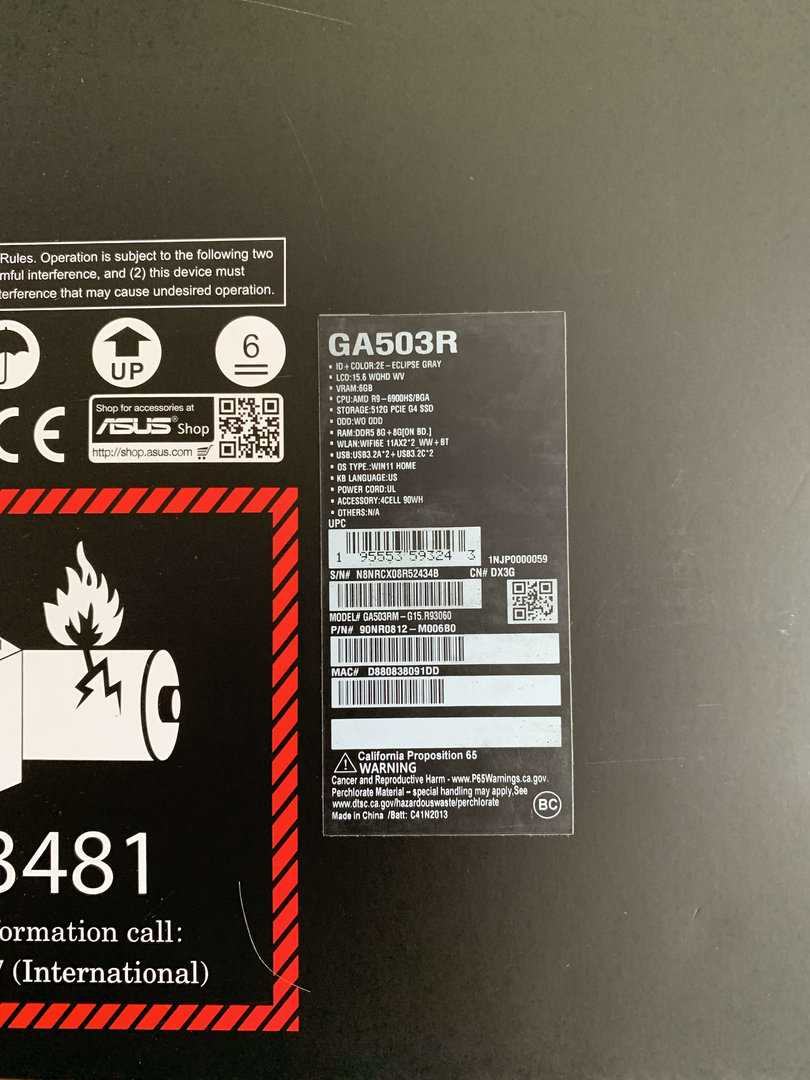 Rules. Operation is subject to the following two
mful interference, and (2) this device must
terference that may cause undesired operation.
UP
6
Shop for accessories at
ASUS® Shop
http://shop.asus.com
GA503R
▪ ID+COLOR:2E-ECLIPSE GRAY
▪ LCD:15.6 WQHD WV
▪ VRAM:6GB
▪ CPU:AMD R9-6900HS/BGA
▪ STORAGE:512G PCIE G4 SSD
▪ ODD:WO ODD
▪ RAM:DDR5 8G+8G[ON BD.]
▪ WLAN:WIFI6E 11AX2*2 WW+BT
▪ USB:USB3.2A*2+USB3.2C*2
▪ OS TYPE.:WIN11 HOME
▪ KB LANGUAGE:US
▪ POWER CORD:UL
▪ ACCESSORY:4CELL 90WH
▪ OTHERS:N/A
UPC
1 95553 59324 3
1NJP0000059
S/N# N8NRCX08R52434B
CN# DX3G
MODEL# GA503RM-G15.R93060
P/N# 90NR0812-M006B0
MAC# D880838091DD
California Proposition 65
WARNING
Cancer and Reproductive Harm - www.P65Warnings.ca.gov.
Perchlorate Material - special handling may apply.See
www.dtsc.ca.gov/hazardouswaste/perchlorate
Made in China /Batt: C41N2013
BC
3481
formation call:
7 (International)